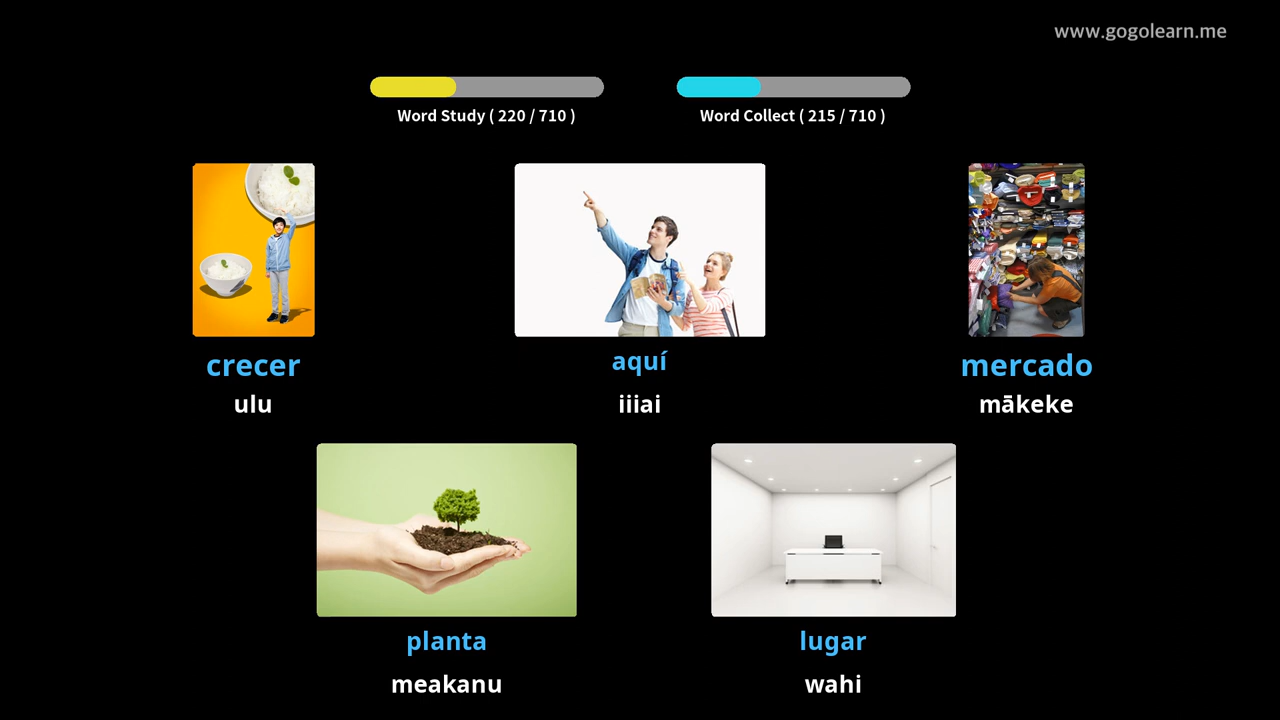 www.gogolearn.me
Word Study ( 220 / 710 )
Word Collect ( 215 / 710 )
crecer
ulu
aquí
iiiai
mercado
mākeke
planta
meakanu
lugar
wahi